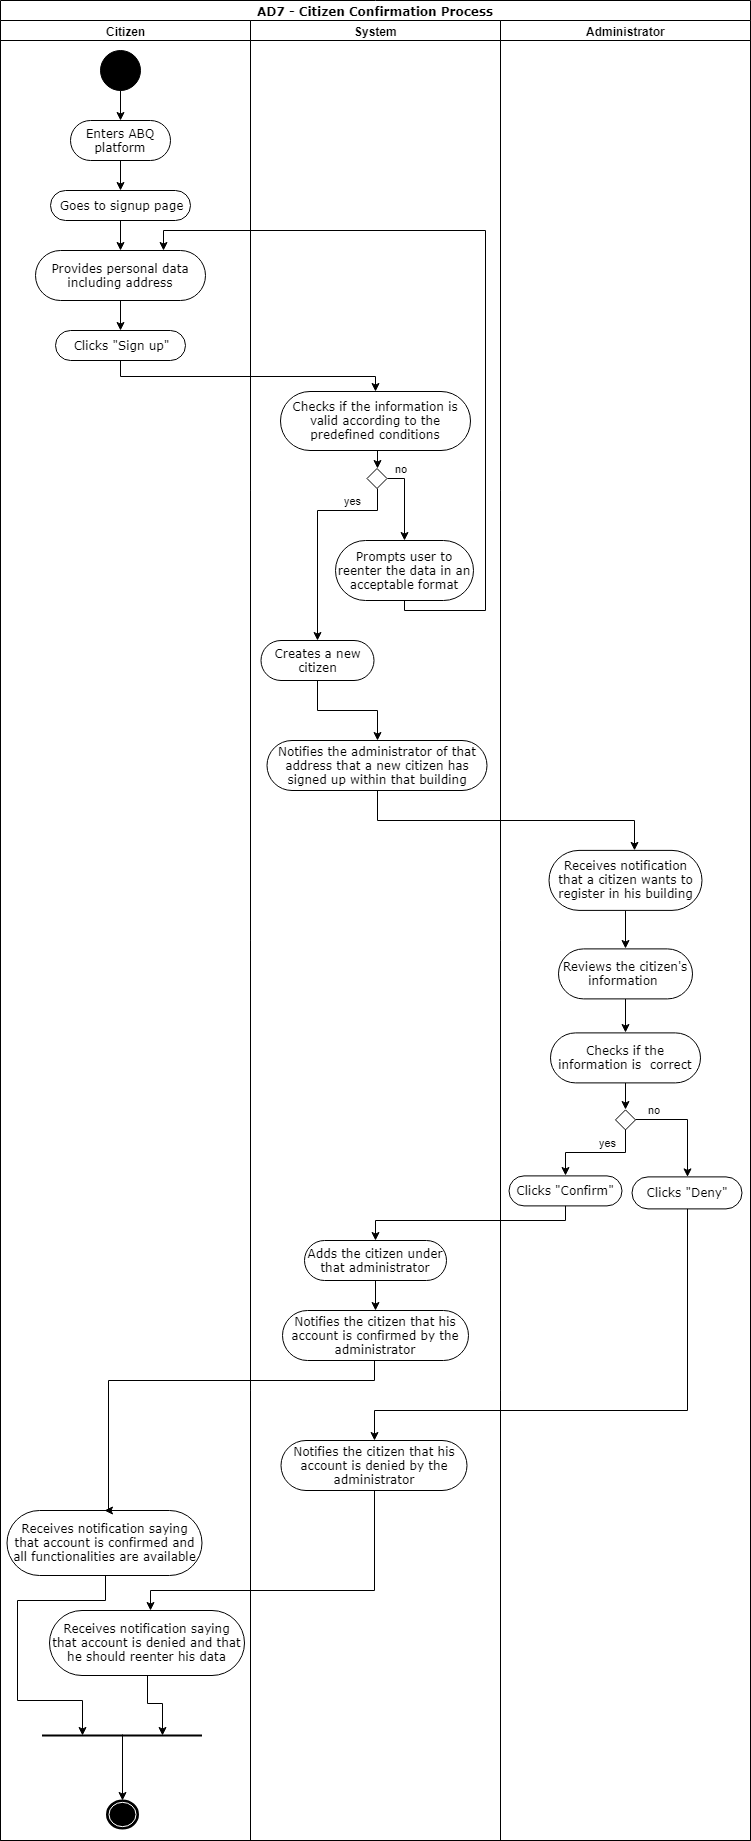 AD7 - Citizen Confirmation Process
Citizen
System
Administrator
Enters ABQ
platform
Goes to signup page
Provides personal data
including address
Clicks "Sign up"
Checks if the information is
valid according to the
predefined conditions
no
yes
Prompts user to
reenter the data in an
acceptable format
Creates a new
citizen
Notifies the administrator of that
address that a new citizen has
signed up within that building
Receives notification
that a citizen wants to
register in his building
Reviews the citizen's
information
Checks if the
information is  correct
no
yes
Clicks "Confirm"
Clicks "Deny"
Adds the citizen under
that administrator
Notifies the citizen that his
account is confirmed by the
administrator
Notifies the citizen that his
account is denied by the
administrator
Receives notification saying
that account is confirmed and
all functionalities are available
Receives notification saying
that account is denied and that
he should reenter his data